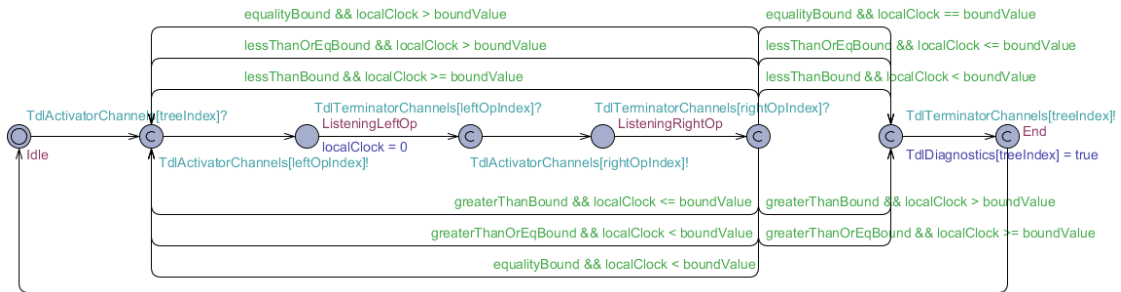 equalityBound && localClock > boundValue
equalityBound && localClock == boundValue
lessThanOrEqBound && localClock > boundValue
lessThanOrEqBound && localClock <= boundValue
lessThanBound && localClock >= boundValue
lessThanBound && localClock < boundValue
TdlActivatorChannels[treeIndex]?
TdlTerminatorChannels[leftOpIndex]?
TdlTerminatorChannels[rightOpIndex]?
TdlTerminatorChannels[treeIndex]!
ListeningLeftOp
ListeningRightOp
End
C
C
C
C
C
Idle
TdlActivatorChannels[leftOpIndex]!
localClock = 0
TdlActivatorChannels[rightOpIndex]!
TdlDiagnostics[treeIndex] = true
greaterThanBound && localClock <= boundValue
greaterThanBound && localClock > boundValue
greaterThanOrEqBound && localClock < boundValue
greaterThanOrEqBound && localClock >= boundValue
equalityBound && localClock < boundValue